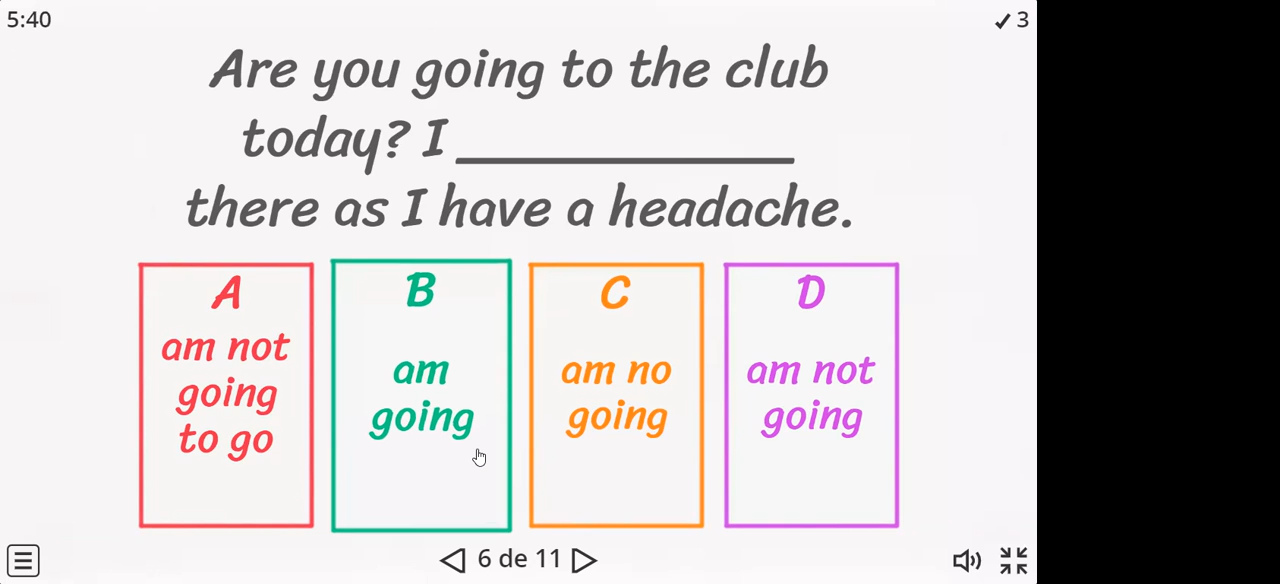 5:40
✓ 3
Are you going to the club
today? I ______________
there as I have a headache.
A
am not
going
to go
B
am
going
C
am no
going
D
am not
going
6 de 11